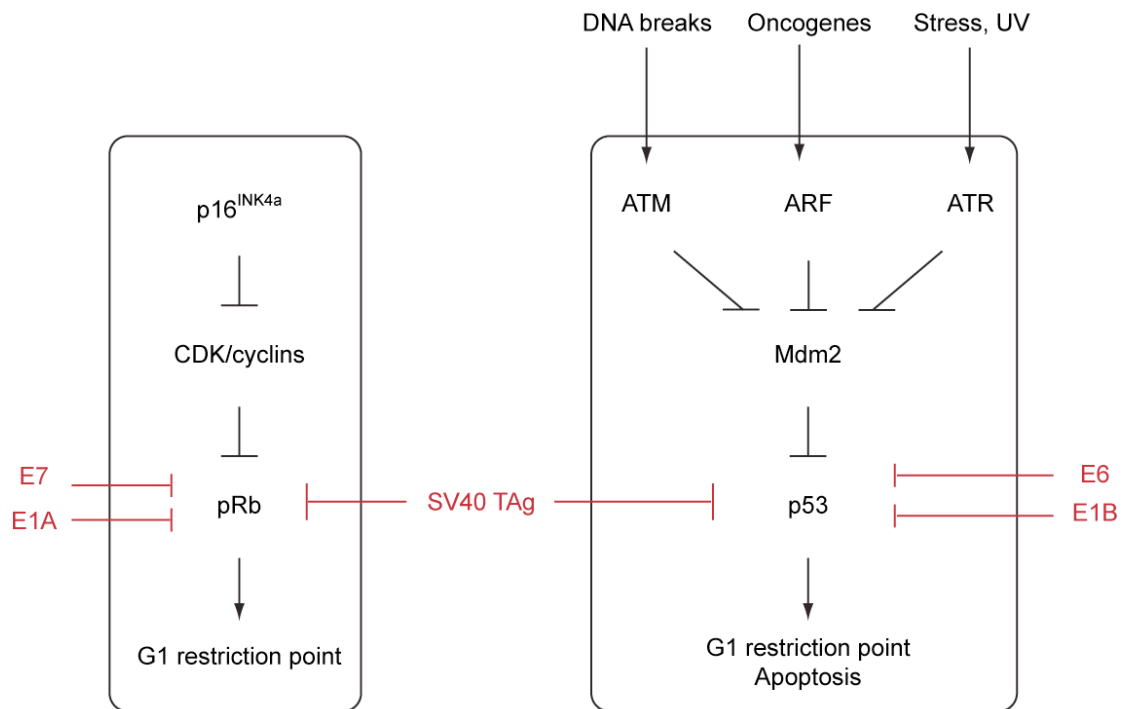 DNA breaks Oncogenes Stress, UV
p16INK4a
ATM ARF ATR
CDK/cyclins
Mdm2
E7
E1A
pRb
SV40 TAg
p53
E6
E1B
G1 restriction point
G1 restriction point
Apoptosis